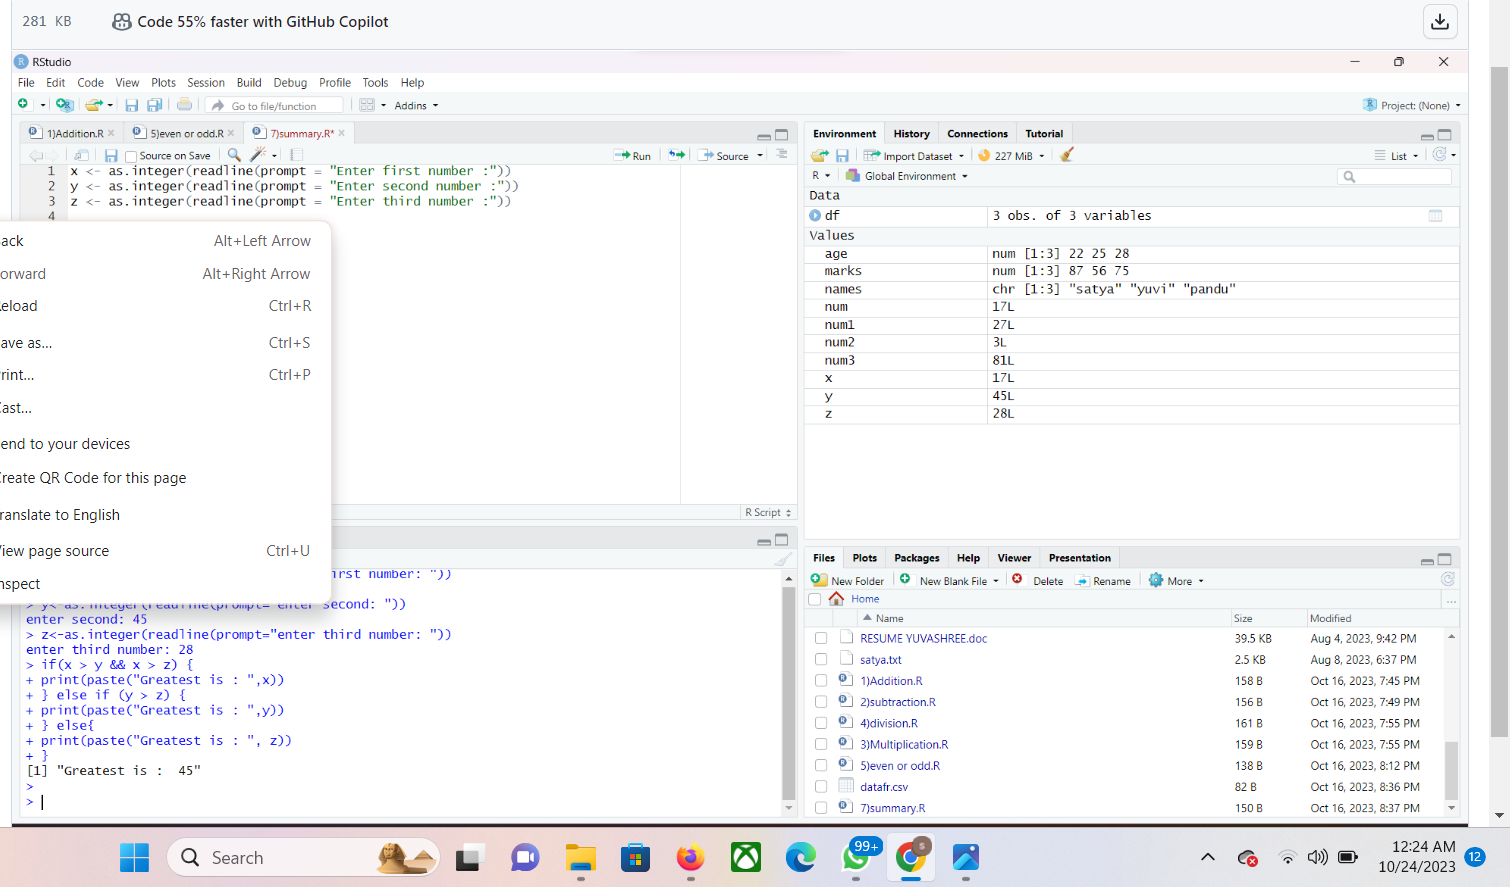 281 KB Code 55% faster with GitHub Copilot
RStudio
File Edit Code View Plots Session Build Debug Profile Tools Help
Go to file/function Addins Project: (None)
1)Addition.R 5)even or odd.R 7)summary.R*
Source on Save Run Source
1 x <- as.integer(readline(prompt = "Enter first number :"))
2 y <- as.integer(readline(prompt = "Enter second number :"))
3 z <- as.integer(readline(prompt = "Enter third number :"))
4
ack Alt+Left Arrow
orward Alt+Right Arrow
eload Ctrl+R
ave as... Ctrl+S
rint... Ctrl+P
ast...
end to your devices
reate QR Code for this page
ranslate to English
iew page source Ctrl+U
nspect
R Script
irst number: "))
> y<-as.integer(readline(prompt="enter second: "))
enter second: 45
> z<-as.integer(readline(prompt="enter third number: "))
enter third number: 28
> if(x > y && x > z) {
+ print(paste("Greatest is : ",x))
+ } else if (y > z) {
+ print(paste("Greatest is : ",y))
+ } else{
+ print(paste("Greatest is : ", z))
+ }
[1] "Greatest is :  45"
>
>
Environment History Connections Tutorial
Import Dataset 227 MiB List
R Global Environment
Data
df 3 obs. of 3 variables
Values
age num [1:3] 22 25 28
marks num [1:3] 87 56 75
names chr [1:3] "satya" "yuvi" "pandu"
num 17L
num1 27L
num2 3L
num3 81L
x 17L
y 45L
z 28L
Files Plots Packages Help Viewer Presentation
New Folder New Blank File Delete Rename More
Home ...
Name Size Modified
RESUME YUVASHREE.doc 39.5 KB Aug 4, 2023, 9:42 PM
satya.txt 2.5 KB Aug 8, 2023, 6:37 PM
1)Addition.R 158 B Oct 16, 2023, 7:45 PM
2)subtraction.R 156 B Oct 16, 2023, 7:49 PM
4)division.R 161 B Oct 16, 2023, 7:55 PM
3)Multiplication.R 159 B Oct 16, 2023, 7:55 PM
5)even or odd.R 138 B Oct 16, 2023, 8:12 PM
datafr.csv 82 B Oct 16, 2023, 8:36 PM
7)summary.R 150 B Oct 16, 2023, 8:37 PM
Search 99+ s 12:24 AM
10/24/2023 12